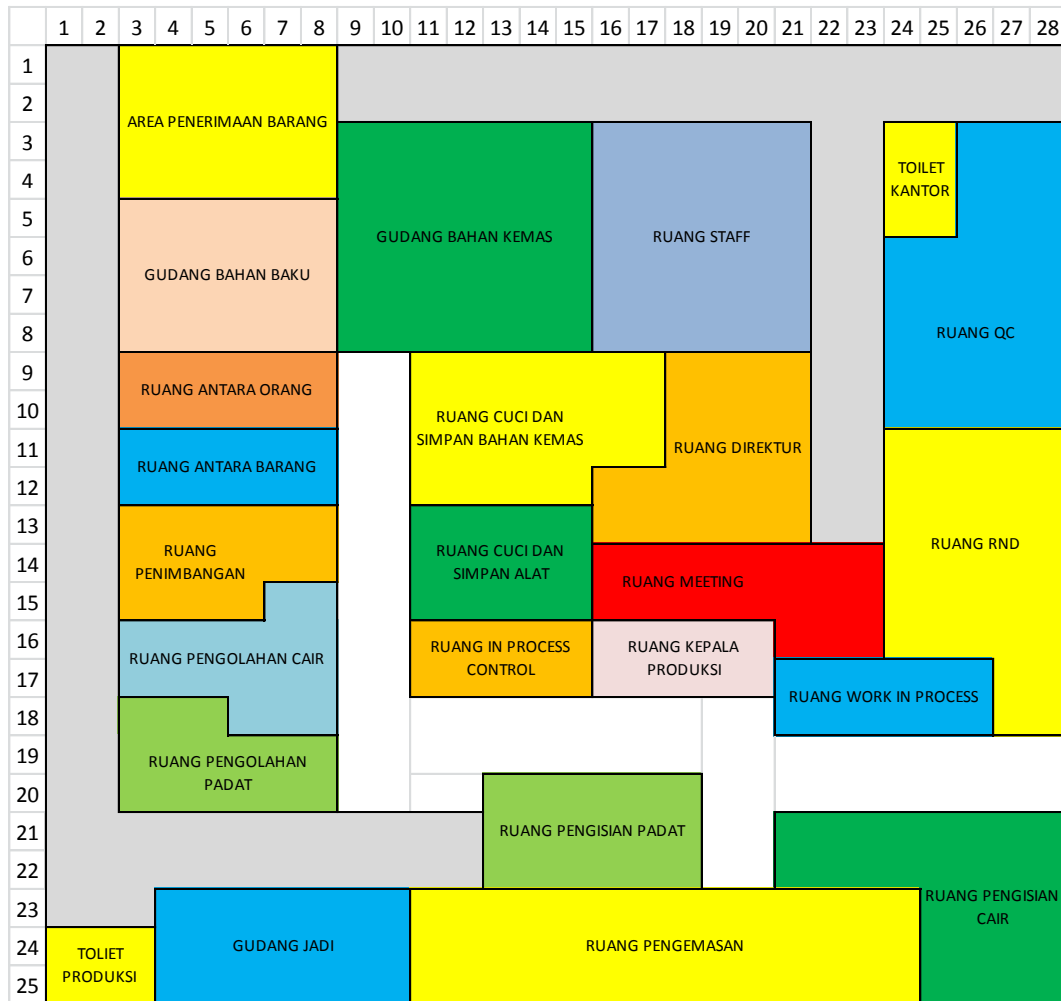 1 2 3 4 5 6 7 8 9 10 11 12 13 14 15 16 17 18 19 20 21 22 23 24 25 26 27 28
1
2
AREA PENERIMAAN BARANG
3
4
TOILET
KANTOR
5
6
GUDANG BAHAN KEMAS
RUANG STAFF
7
GUDANG BAHAN BAKU
8
RUANG QC
9
10
RUANG ANTARA ORANG
RUANG CUCI DAN
SIMPAN BAHAN KEMAS
11
RUANG DIREKTUR
12
RUANG ANTARA BARANG
13
14
RUANG
PENIMBANGAN
RUANG CUCI DAN
SIMPAN ALAT
RUANG RND
15
RUANG MEETING
16
17
RUANG PENGOLAHAN CAIR
RUANG IN PROCESS
CONTROL
RUANG KEPALA
PRODUKSI
18
RUANG WORK IN PROCESS
19
20
RUANG PENGOLAHAN
PADAT
21
RUANG PENGISIAN PADAT
22
23
RUANG PENGISIAN
CAIR
24
25
TOLIET
PRODUKSI
GUDANG JADI
RUANG PENGEMASAN